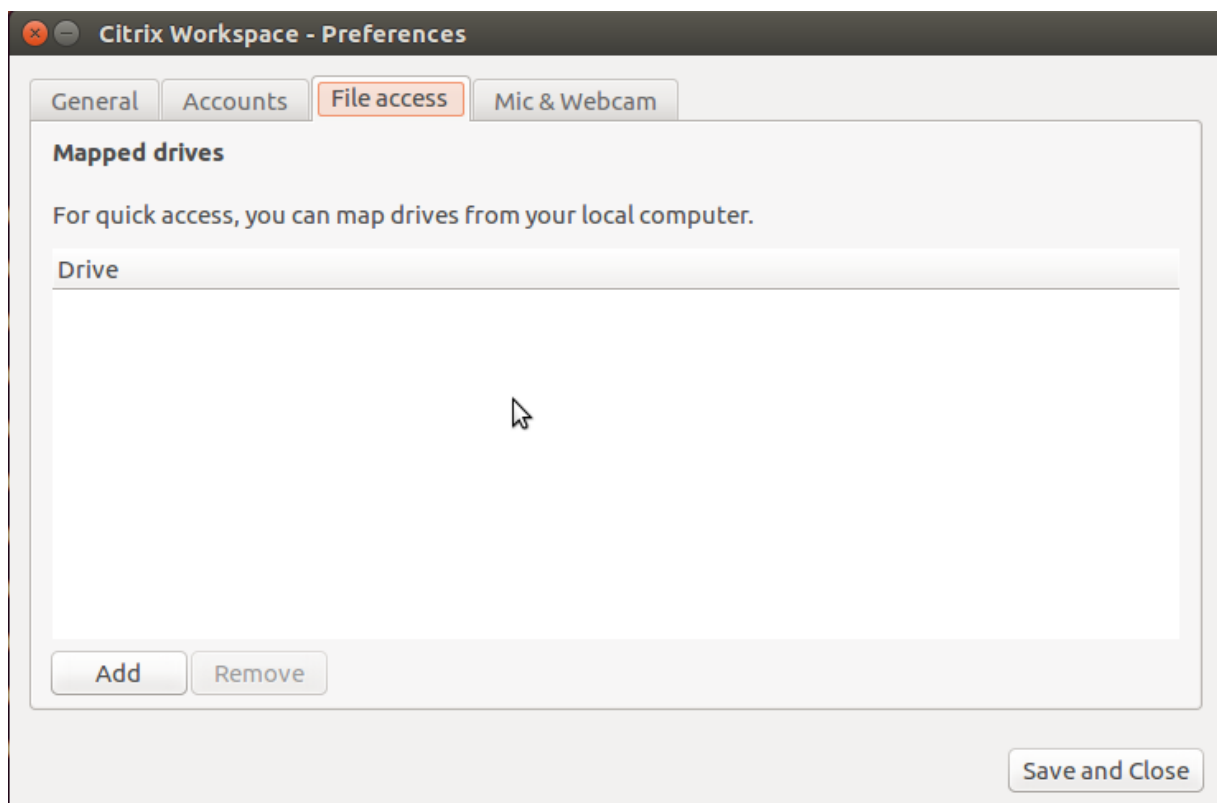 Citrix Workspace - Preferences
General Accounts File access Mic & Webcam
Mapped drives
For quick access, you can map drives from your local computer.
Drive
Add Remove
Save and Close